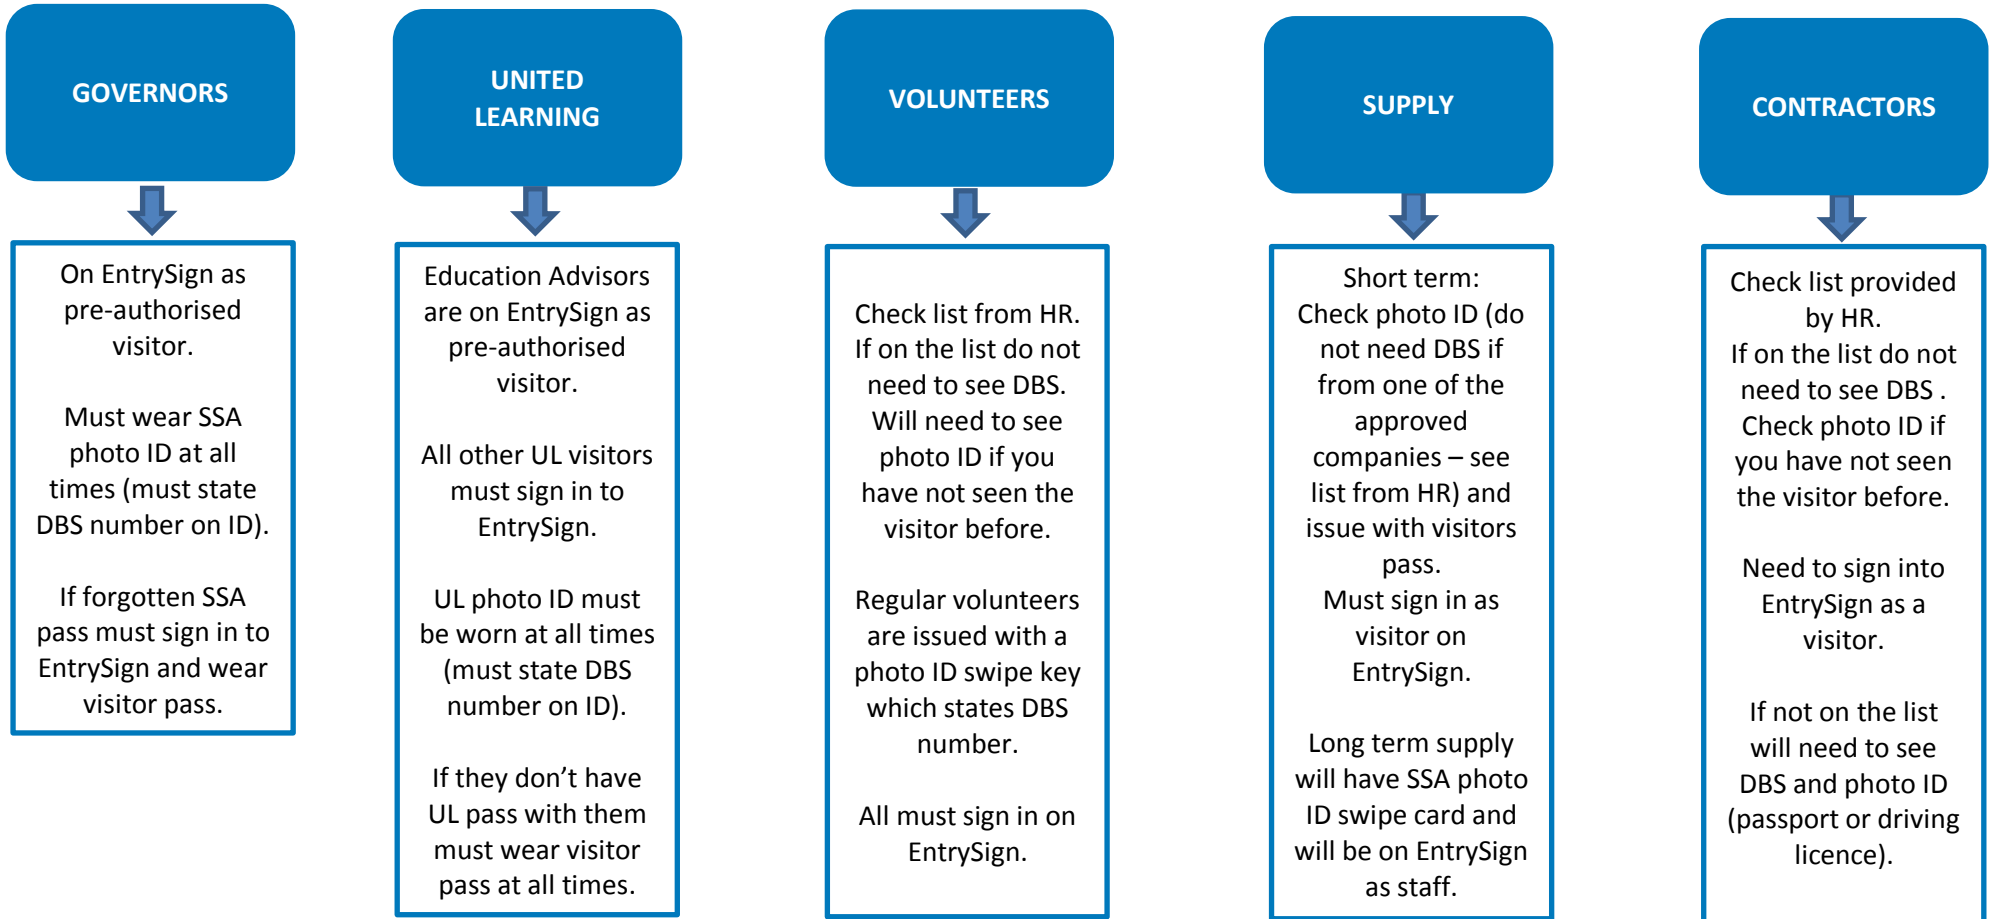 GOVERNORS
On EntrySign as
pre-authorised
visitor.
Must wear SSA
photo ID at all
times (must state
DBS number on ID).
If forgotten SSA
pass must sign in to
EntrySign and wear
visitor pass.
UNITED
LEARNING
Education Advisors
are on EntrySign as
pre-authorised
visitor.
All other UL visitors
must sign in to
EntrySign.
UL photo ID must
be worn at all times
(must state DBS
number on ID).
If they don’t have
UL pass with them
must wear visitor
pass at all times.
VOLUNTEERS
Check list from HR.
If on the list do not
need to see DBS.
Will need to see
photo ID if you
have not seen the
visitor before.
Regular volunteers
are issued with a
photo ID swipe key
which states DBS
number.
All must sign in on
EntrySign.
SUPPLY
Short term:
Check photo ID (do
not need DBS if
from one of the
approved
companies – see
list from HR) and
issue with visitors
pass.
Must sign in as
visitor on
EntrySign.
Long term supply
will have SSA photo
ID swipe card and
will be on EntrySign
as staff.
CONTRACTORS
Check list provided
by HR.
If on the list do not
need to see DBS .
Check photo ID if
you have not seen
the visitor before.
Need to sign into
EntrySign as a
visitor.
If not on the list
will need to see
DBS and photo ID
(passport or driving
licence).